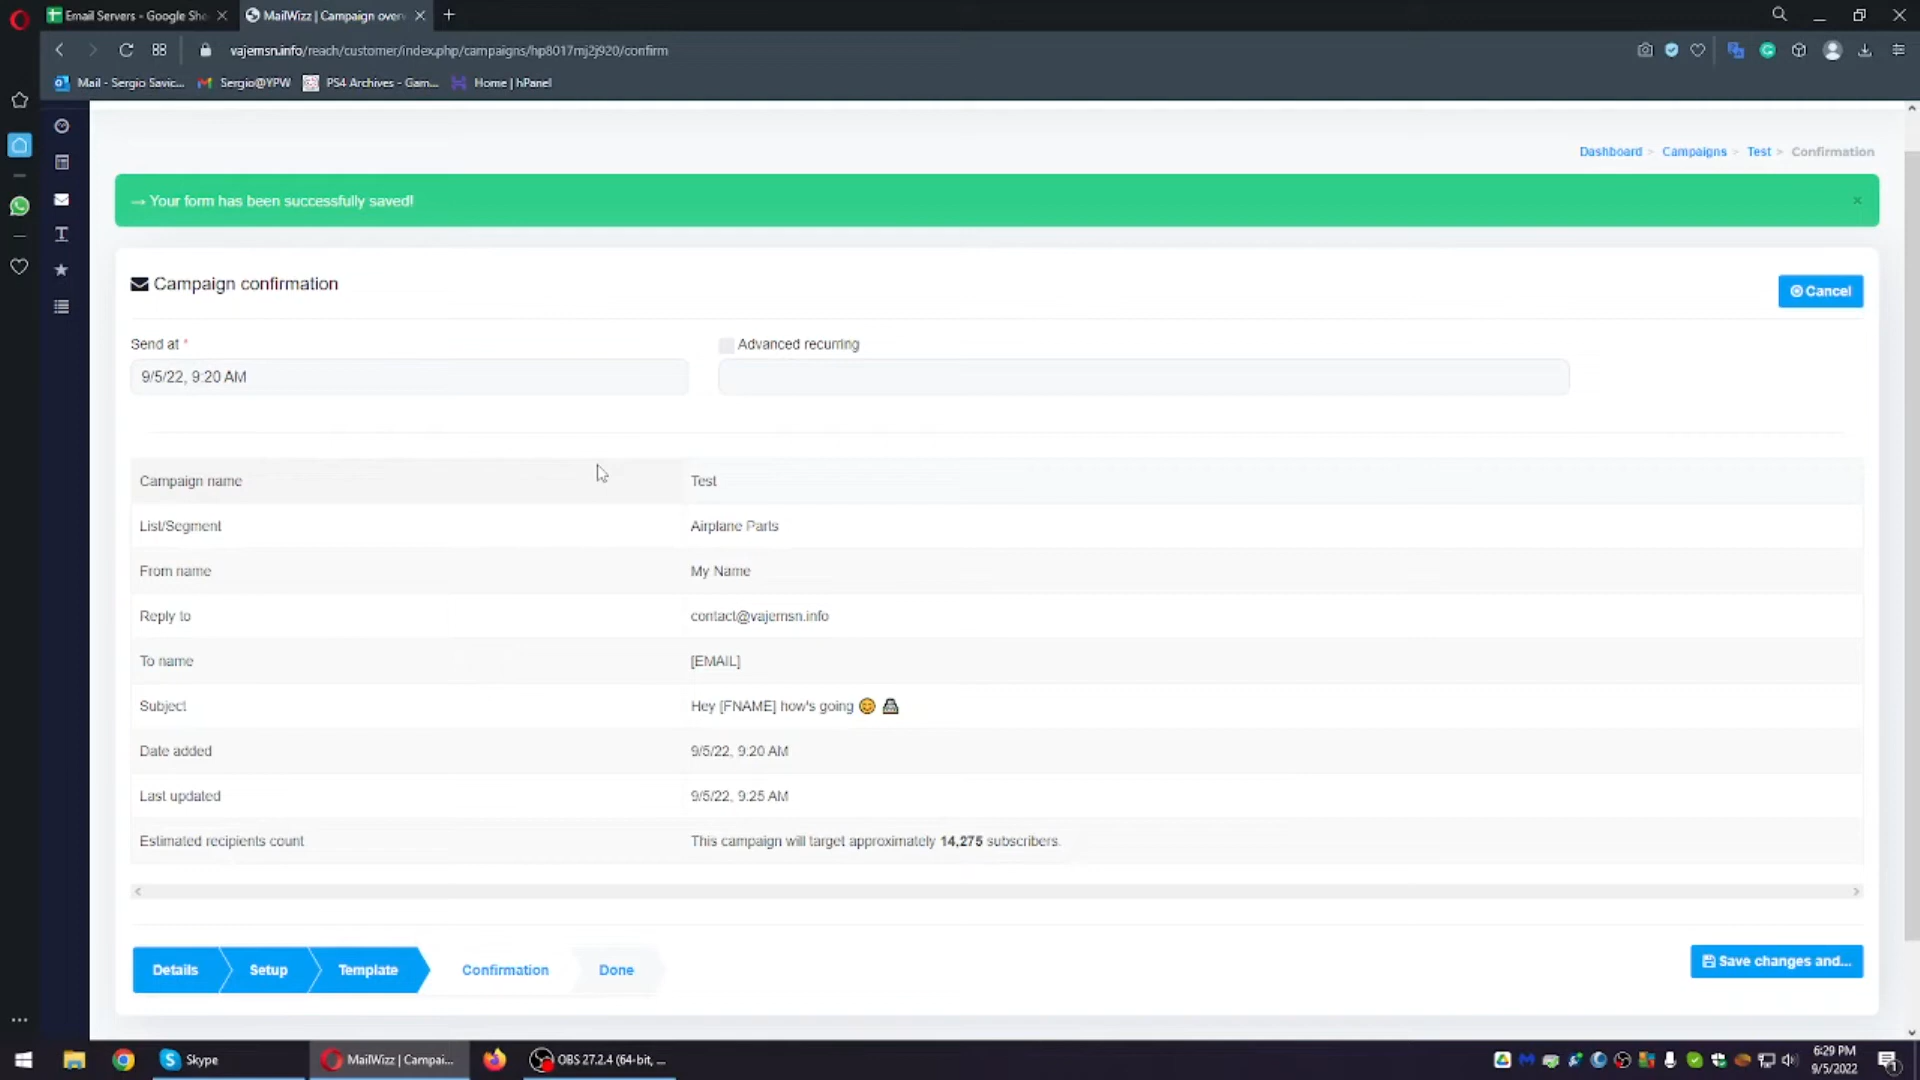 Email Servers - Google She
MailWizz | Campaign over
vajemsn.info/reach/customer/index.php/campaigns/hp8017mj2j920/confirm
Mail - Sergio Savic...
Sergio@YPW
PS4 Archives - Gam...
Home | hPanel
Dashboard > Campaigns > Test > Confirmation
→ Your form has been successfully saved!
×
Campaign confirmation
Cancel
Send at *
Advanced recurring
9/5/22, 9:20 AM
Campaign name Test
List/Segment Airplane Parts
From name My Name
Reply to contact@vajemsn.info
To name [EMAIL]
Subject Hey [FNAME] how's going 😊
Date added 9/5/22, 9:20 AM
Last updated 9/5/22, 9:25 AM
Estimated recipients count This campaign will target approximately 14,275 subscribers.
Details
Setup
Template
Confirmation
Done
Save changes and...
Skype
MailWizz | Campai...
OBS 27.2.4 (64-bit, ...
6:29 PM
9/5/2022
1